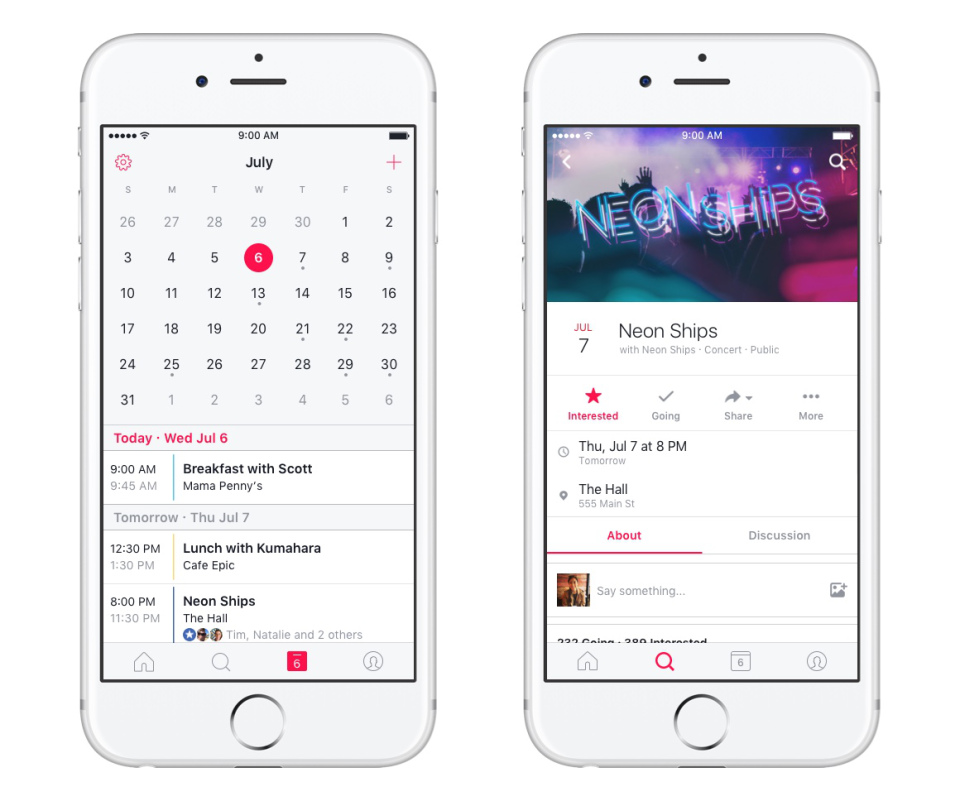 9:00 AM
July
S M T W T F S
26 27 28 29 30 1 2
3 4 5 6 7 8 9
10 11 12 13 14 15 16
17 18 19 20 21 22 23
24 25 26 27 28 29 30
31 1 2 3 4 5 6
Today · Wed Jul 6
9:00 AM Breakfast with Scott
9:45 AM Mama Penny's
Tomorrow · Thu Jul 7
12:30 PM Lunch with Kumahara
1:30 PM Cafe Epic
8:00 PM Neon Ships
11:30 PM The Hall
Tim, Natalie and 2 others
6
9:00 AM
NEON SHIPS
JUL
7
Neon Ships
with Neon Ships · Concert · Public
Interested Going Share More
Thu, Jul 7 at 8 PM
Tomorrow
The Hall
555 Main St
About Discussion
Say something...
232 Going · 389 Interested
6